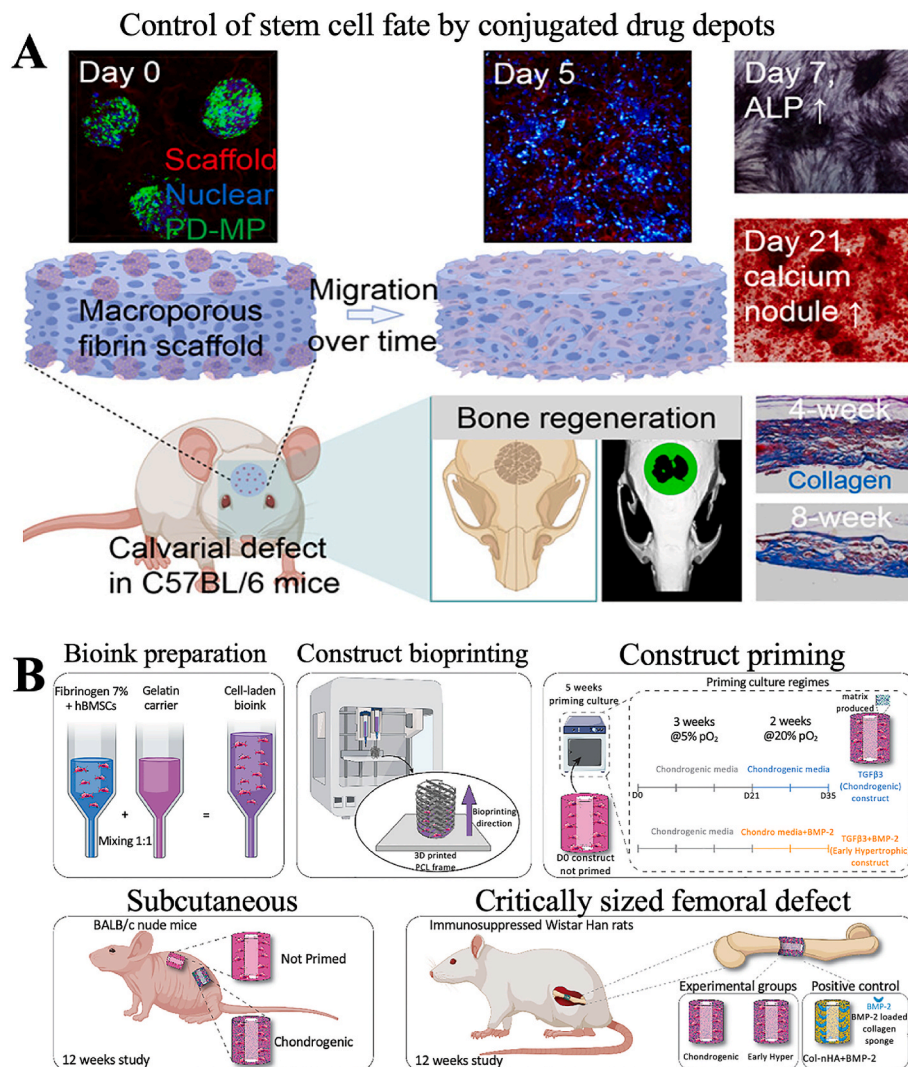 Control of stem cell fate by conjugated drug depots
A
Day 0
Scaffold
Nuclear
PD-MP
Day 5
Day 7,
ALP ↑
Macroporous
fibrin scaffold
Migration
over time
Day 21,
calcium
nodule ↑
Calvarial defect
in C57BL/6 mice
Bone regeneration
4-week
Collagen
8-week
B
Bioink preparation
Fibrinogen 7%
+ hBMSCs
Gelatin
carrier
Cell-laden
bioink
+
=
Mixing 1:1
Construct bioprinting
Bioprinting
direction
3D printed
PCL frame
Construct priming
5 weeks
priming culture
D0 construct
not primed
Priming culture regimes
3 weeks
@5% pO₂
2 weeks
@20% pO₂
matrix
produced
Chondrogenic media
Chondrogenic media
D0
D21
D35
TGFβ3
(Chondrogenic)
construct
Chondrogenic media
Chondro media+BMP-2
TGFβ3+BMP-2
(Early Hypertrophic)
construct
Subcutaneous
BALB/c nude mice
Not Primed
Chondrogenic
12 weeks study
Critically sized femoral defect
Immunosuppressed Wistar Han rats
12 weeks study
Experimental groups
Chondrogenic
Early Hyper
Positive control
BMP-2
BMP-2 loaded
collagen
sponge
Col-nHA+BMP-2